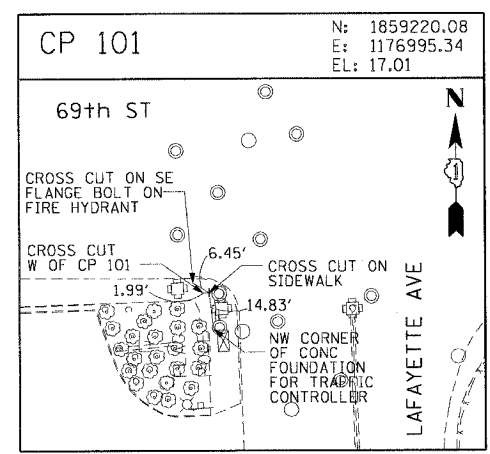 CP 101
N: 1859220.08
E: 1176995.34
EL: 17.01
69th ST
N
CROSS CUT ON SE
FLANGE BOLT ON
FIRE HYDRANT
CROSS CUT
W OF CP 101
6.45'
CROSS CUT ON
SIDEWALK
1.99'
14.83'
NW CORNER
OF CONC
FOUNDATION
FOR TRAFFIC
CONTROLLER
LAFAYETTE AVE